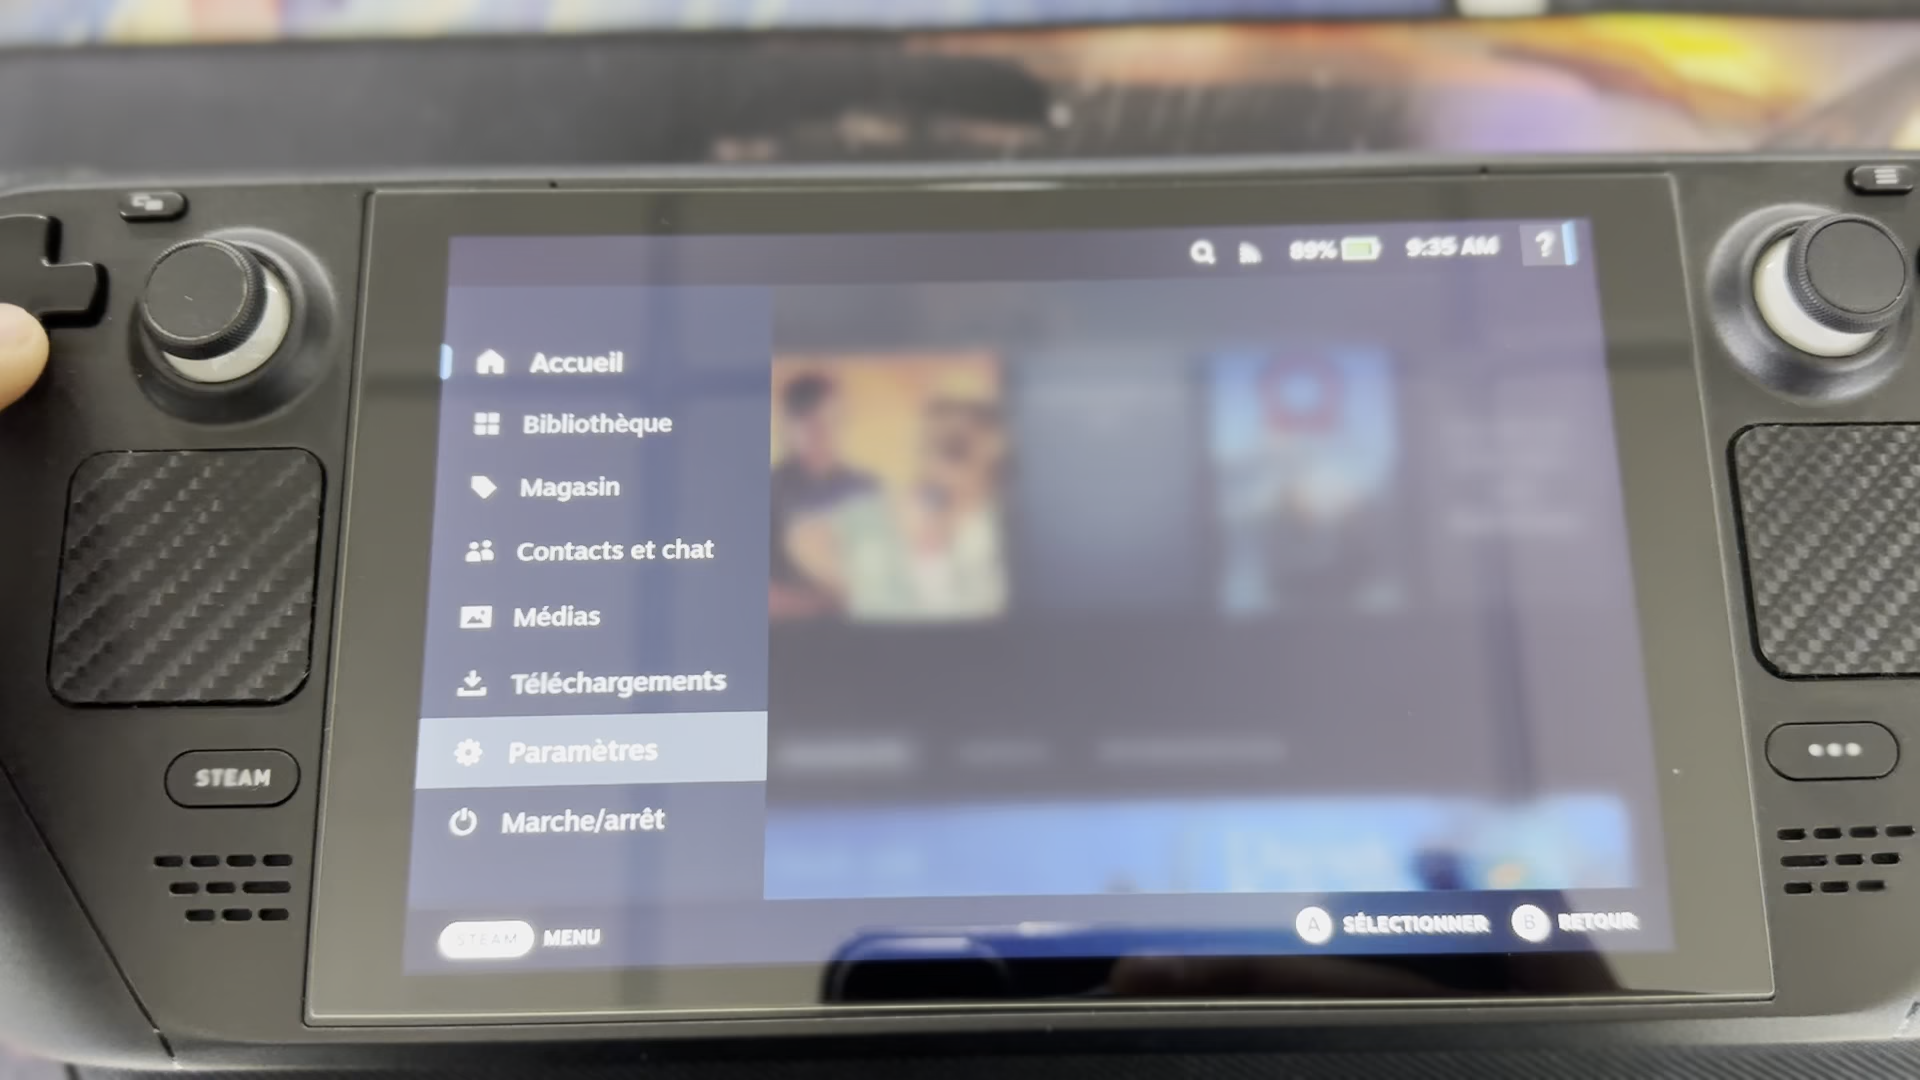 89% 9:35 AM ?
Accueil
Bibliothèque
Magasin
Contacts et chat
Médias
Téléchargements
Paramètres
Marche/arrêt
STEAM
STEAM MENU
A SÉLECTIONNER B RETOUR